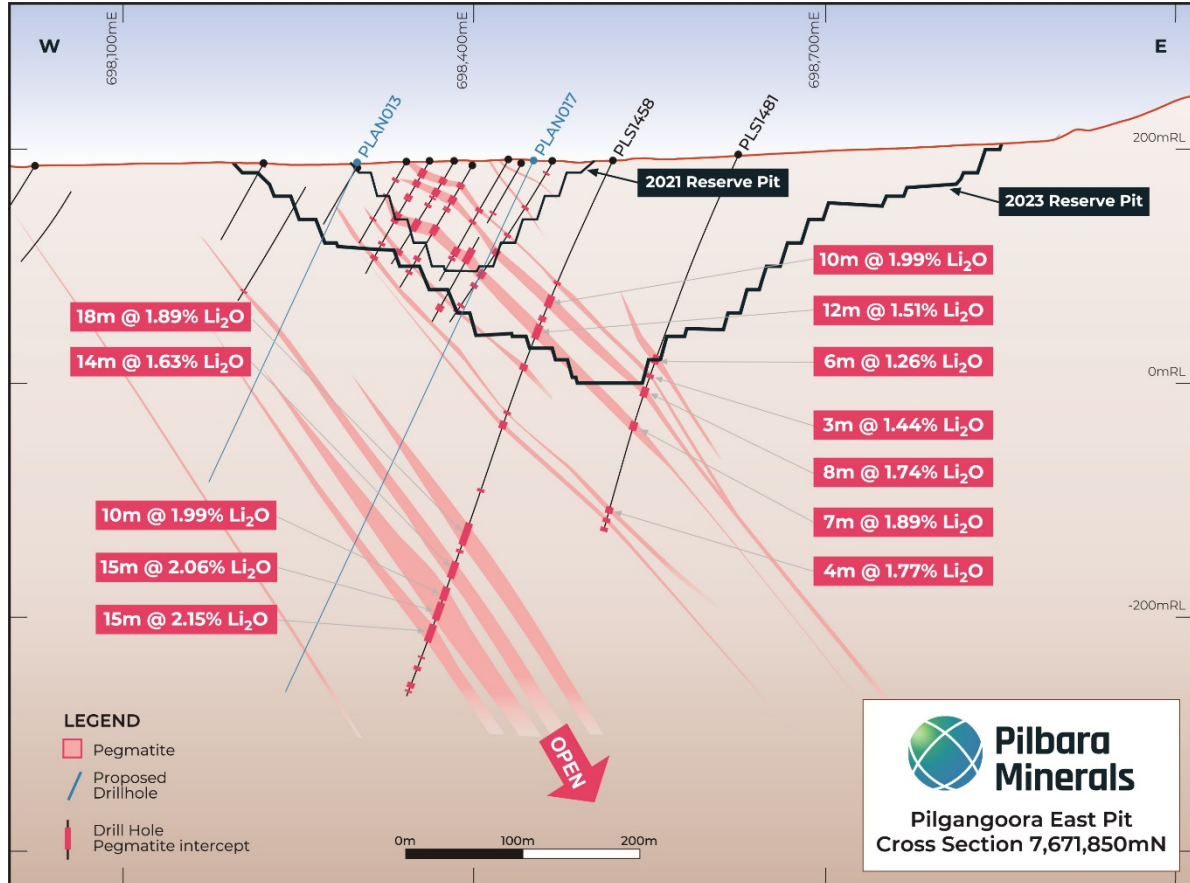 W
698,100mE
698,400mE
698,700mE
E
PLAN013
PLAN017
PLS1458
PLS1481
200mRL
2021 Reserve Pit
2023 Reserve Pit
10m @ 1.99% Li₂O
12m @ 1.51% Li₂O
6m @ 1.26% Li₂O
3m @ 1.44% Li₂O
8m @ 1.74% Li₂O
7m @ 1.89% Li₂O
4m @ 1.77% Li₂O
18m @ 1.89% Li₂O
14m @ 1.63% Li₂O
10m @ 1.99% Li₂O
15m @ 2.06% Li₂O
15m @ 2.15% Li₂O
0mRL
-200mRL
OPEN
LEGEND
Pegmatite
Proposed
Drillhole
Drill Hole
Pegmatite intercept
0m
100m
200m
Pilbara
Minerals
Pilgangoora East Pit
Cross Section 7,671,850mN